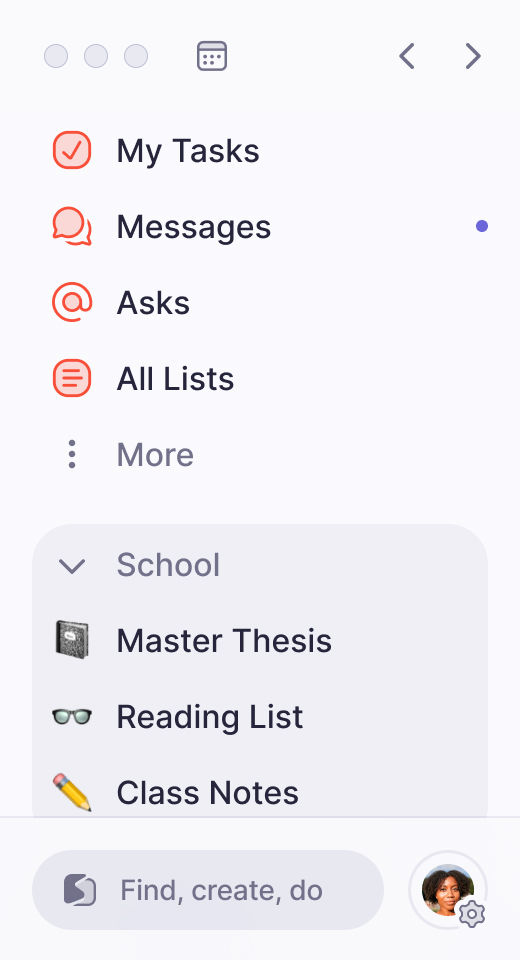 My Tasks
Messages
Asks
All Lists
More
School
Master Thesis
Reading List
Class Notes
Find, create, do